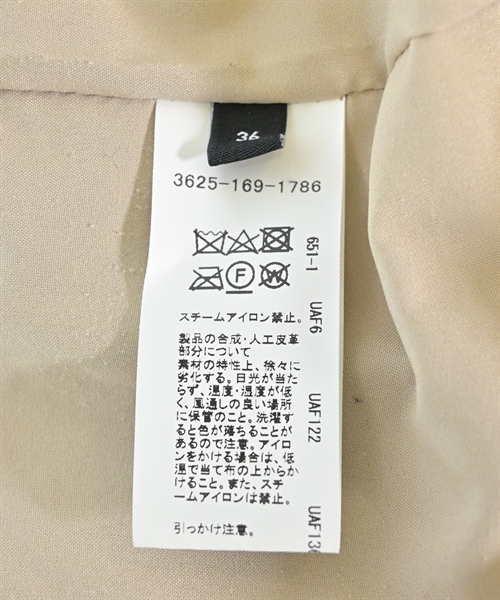 36
3625-169-1786
F
W
スチームアイロン禁止。
製品の合成・人工皮革
部分について
素材の特性上、徐々に
劣化する。日光が当た
らず、温度・湿度が低
く、風通しの良い場所
に保管のこと。洗濯す
ると色が落ちることが
あるので注意。アイロ
ンをかける場合は、低
温で当て布の上からか
けること。また、スチ
ームアイロンは禁止。
引っかけ注意。
651-1 UAF6 UAF122 UAF136